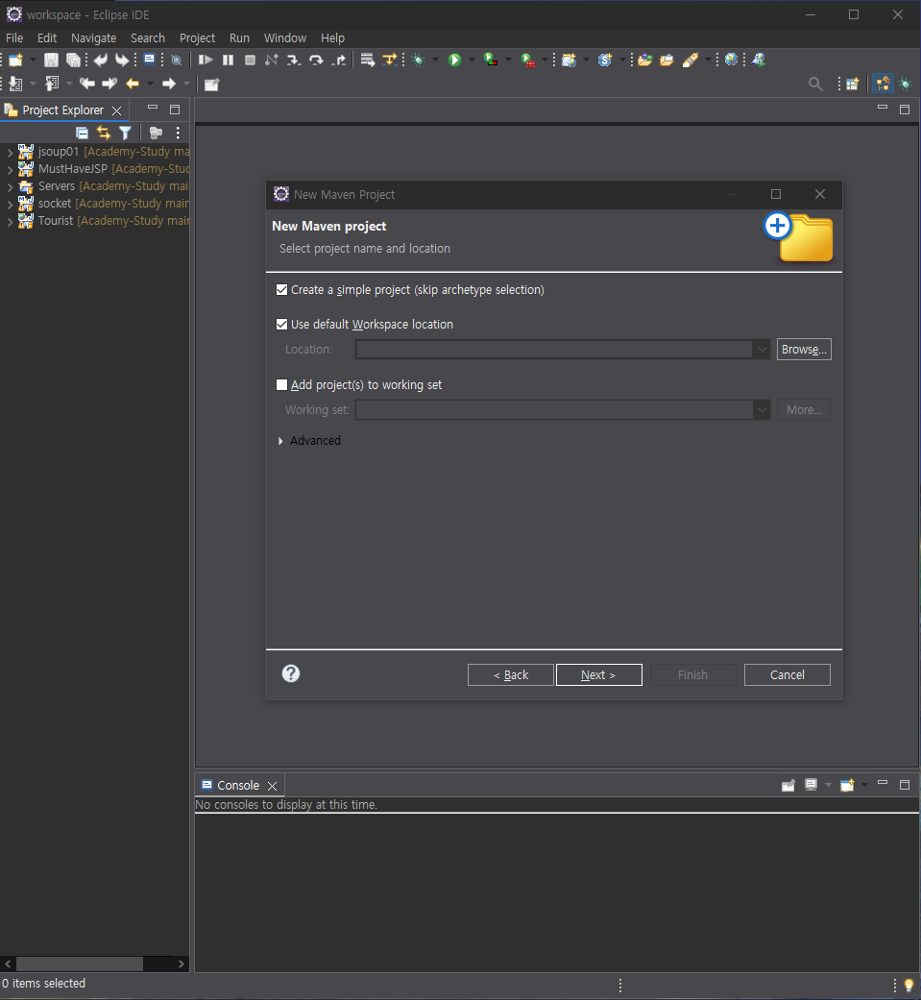 workspace - Eclipse IDE
File Edit Navigate Search Project Run Window Help
Project Explorer
jsoup01 [Academy-Study ma
MustHaveJSP [Academy-Stud
Servers [Academy-Study main
socket [Academy-Study main
Tourist [Academy-Study main
New Maven Project
New Maven project
Select project name and location
Create a simple project (skip archetype selection)
Use default Workspace location
Location:
Browse...
Add project(s) to working set
Working set:
More...
Advanced
< Back Next > Finish Cancel
Console
No consoles to display at this time.
0 items selected